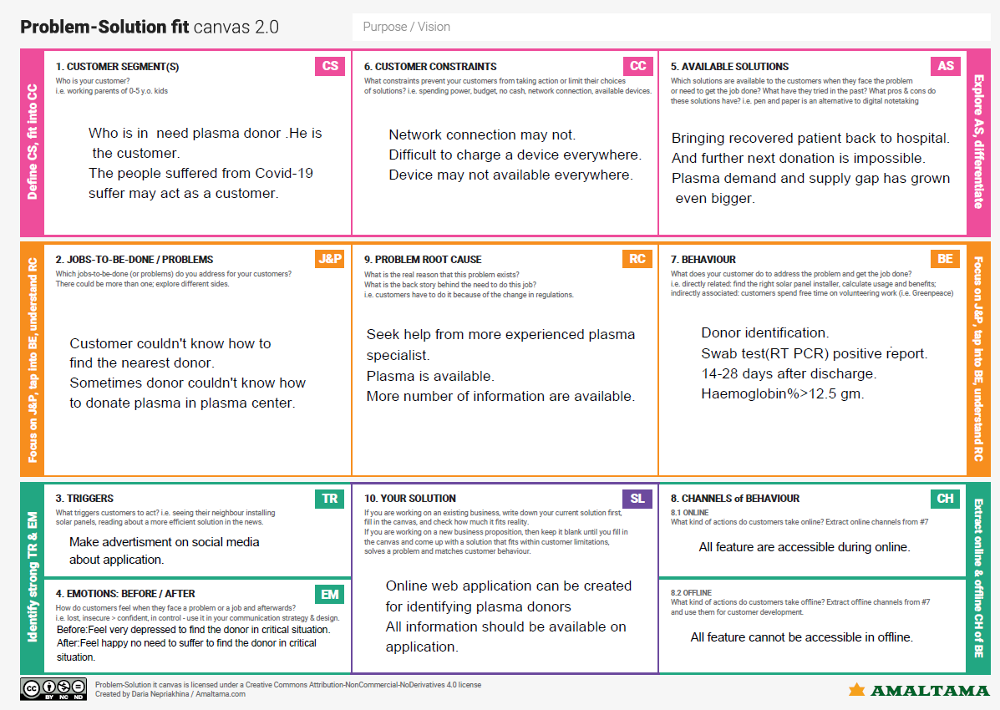 Problem-Solution fit canvas 2.0
Purpose / Vision
Define CS, fit into CC
1. CUSTOMER SEGMENT(S)
CS
Who is your customer?
i.e. working parents of 0-5 y.o. kids
Who is in  need plasma donor .He is
the customer.
The people suffered from Covid-19
suffer may act as a customer.
6. CUSTOMER CONSTRAINTS
CC
What constraints prevent your customers from taking action or limit their choices
of solutions? i.e. spending power, budget, no cash, network connection, available devices.
Network connection may not.
Difficult to charge a device everywhere.
Device may not available everywhere.
5. AVAILABLE SOLUTIONS
AS
Which solutions are available to the customers when they face the problem
or need to get the job done? What have they tried in the past? What pros & cons do
these solutions have? i.e. pen and paper is an alternative to digital notetaking
Bringing recovered patient back to hospital.
And further next donation is impossible.
Plasma demand and supply gap has grown
even bigger.
Explore AS, differentiate
Focus on J&P, tap into BE, understand RC
2. JOBS-TO-BE-DONE / PROBLEMS
J&P
Which jobs-to-be-done (or problems) do you address for your customers?
There could be more than one; explore different sides.
Customer couldn't know how to
find the nearest donor.
Sometimes donor couldn't know how
to donate plasma in plasma center.
9. PROBLEM ROOT CAUSE
RC
What is the real reason that this problem exists?
What is the back story behind the need to do this job?
i.e. customers have to do it because of the change in regulations.
Seek help from more experienced plasma
specialist.
Plasma is available.
More number of information are available.
7. BEHAVIOUR
BE
What does your customer do to address the problem and get the job done?
i.e. directly related: find the right solar panel installer, calculate usage and benefits;
indirectly associated: customers spend free time on volunteering work (i.e. Greenpeace)
Donor identification.
Swab test(RT PCR) positive report.
14-28 days after discharge.
Haemoglobin%>12.5 gm.
Focus on J&P, tap into BE, understand RC
Identify strong TR & EM
3. TRIGGERS
TR
What triggers customers to act? i.e. seeing their neighbour installing
solar panels, reading about a more efficient solution in the news.
Make advertisment on social media
about application.
4. EMOTIONS: BEFORE / AFTER
EM
How do customers feel when they face a problem or a job and afterwards?
i.e. lost, insecure > confident, in control - use it in your communication strategy & design.
Before:Feel very depressed to find the donor in critical situation.
After:Feel happy no need to suffer to find the donor in critical
situation.
10. YOUR SOLUTION
SL
If you are working on an existing business, write down your current solution first,
fill in the canvas, and check how much it fits reality.
If you are working on a new business proposition, then keep it blank until you fill in
the canvas and come up with a solution that fits within customer limitations,
solves a problem and matches customer behaviour.
Online web application can be created
for identifying plasma donors
All information should be available on
application.
8. CHANNELS of BEHAVIOUR
CH
8.1 ONLINE
What kind of actions do customers take online? Extract online channels from #7
All feature are accessible during online.
8.2 OFFLINE
What kind of actions do customers take offline? Extract offline channels from #7
and use them for customer development.
All feature cannot be accessible in offline.
Extract online & offline CH of BE
CC
BY NC ND
Problem-Solution it canvas is licensed under a Creative Commons Attribution-NonCommercial-NoDerivatives 4.0 license
Created by Daria Nepriakhina / Amaltama.com
AMALTAMA